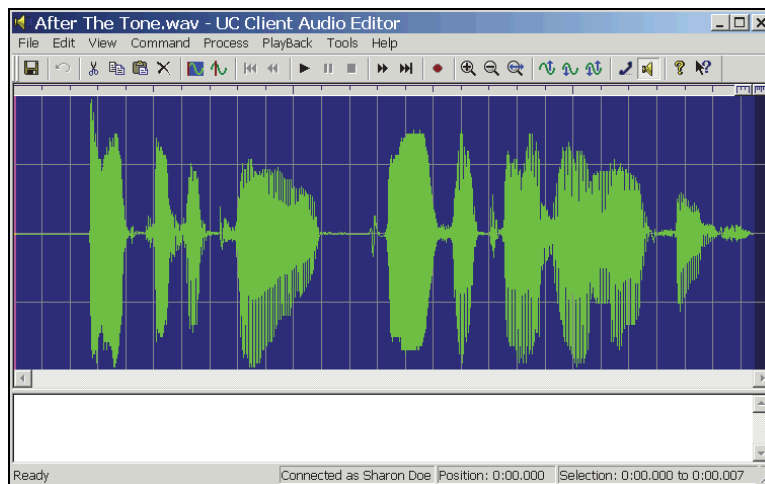 After The Tone.wav - UC Client Audio Editor
File Edit View Command Process PlayBack Tools Help
Ready Connected as Sharon Doe Position: 0:00.000 Selection: 0:00.000 to 0:00.007